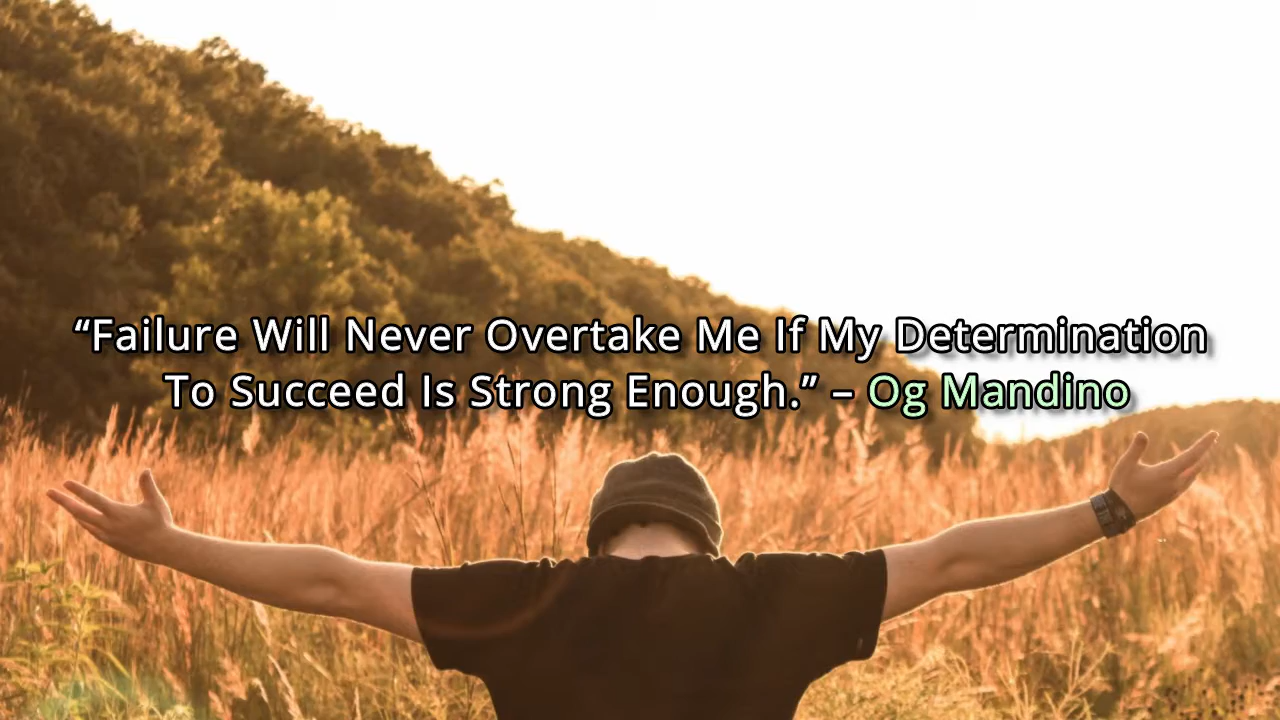 “Failure Will Never Overtake Me If My Determination
To Succeed Is Strong Enough.” – Og Mandino